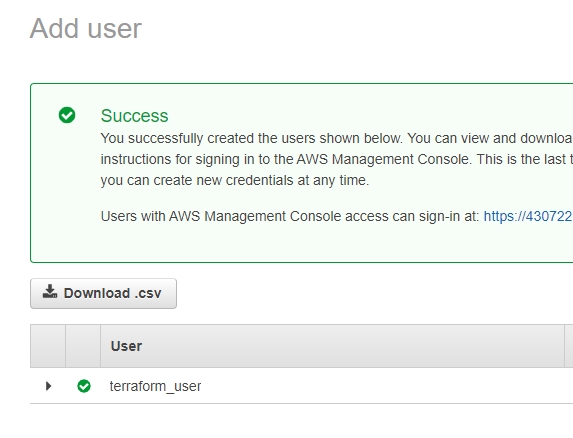 Add user
Success
You successfully created the users shown below. You can view and downloa
instructions for signing in to the AWS Management Console. This is the last t
you can create new credentials at any time.
Users with AWS Management Console access can sign-in at: https://430722
Download .csv
User
terraform_user